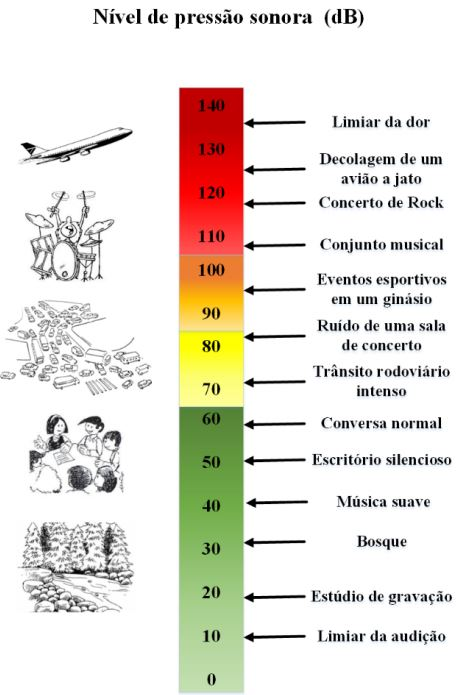 Nível de pressão sonora (dB)
140
Limiar da dor
130
Decolagem de um
avião a jato
120
Concerto de Rock
110
Conjunto musical
100
Eventos esportivos
em um ginásio
90
Ruído de uma sala
de concerto
80
Trânsito rodoviário
intenso
70
60
Conversa normal
50
Escritório silencioso
40
Música suave
30
Bosque
20
Estúdio de gravação
10
Limiar da audição
0